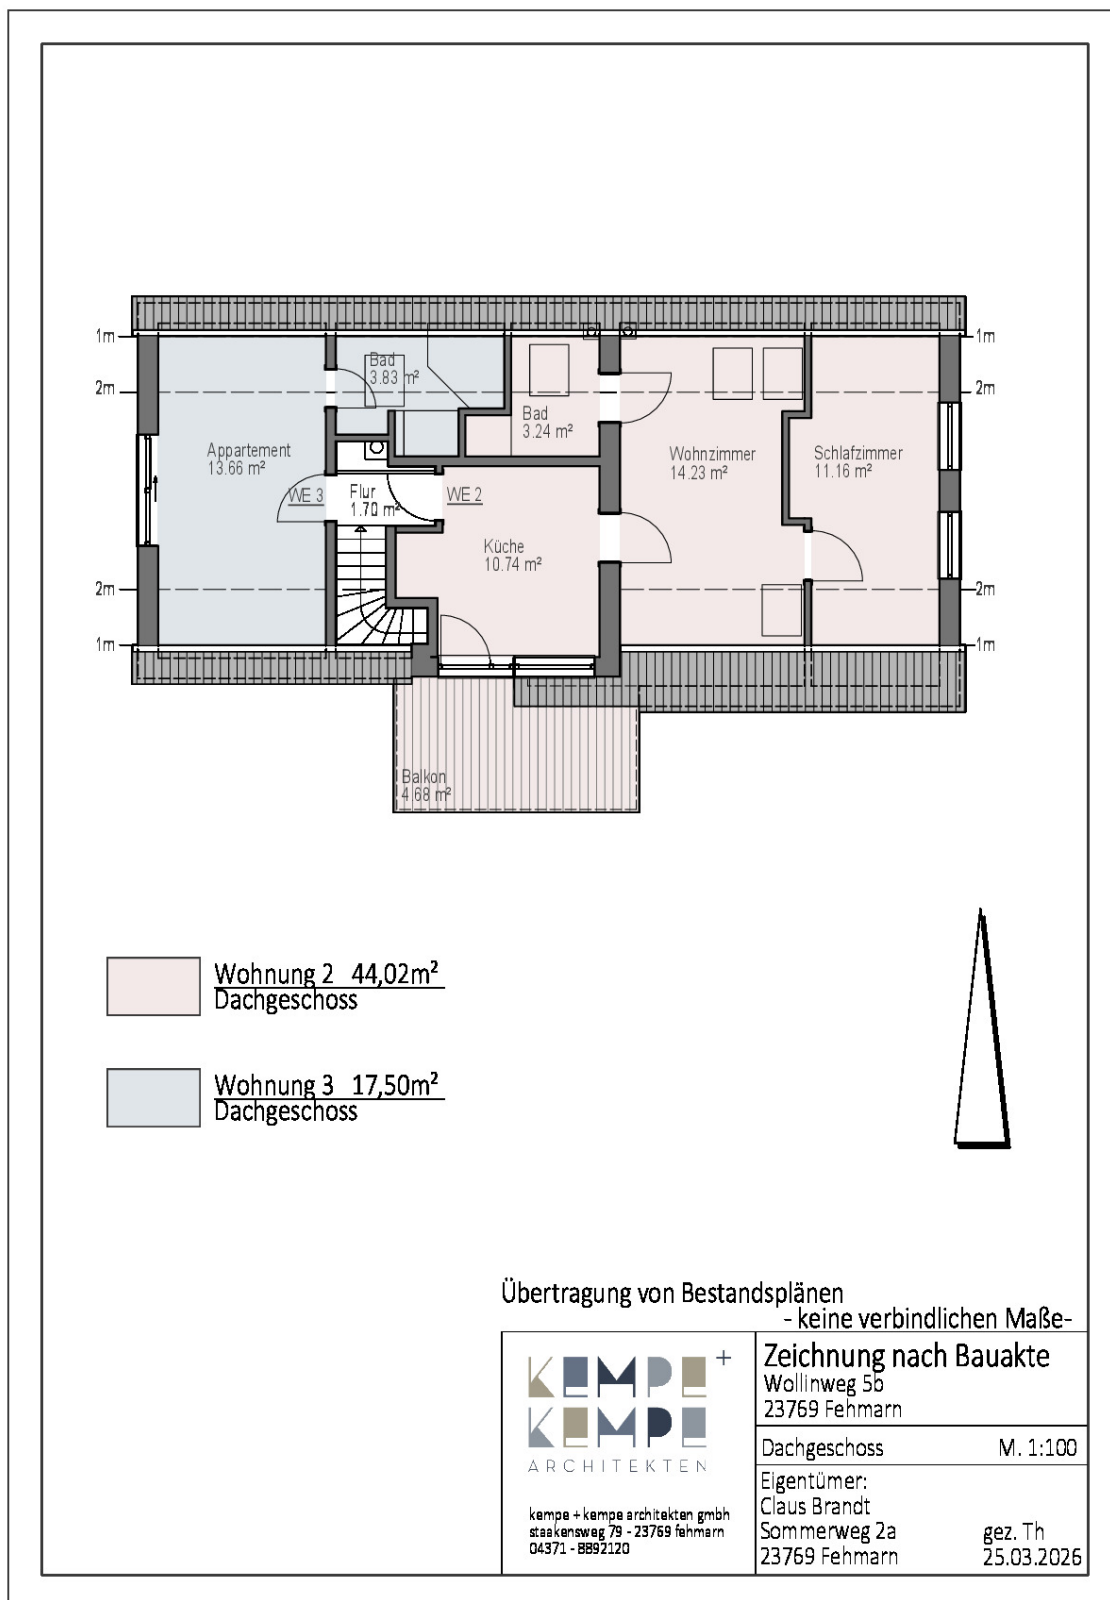 1m
1m
2m
2m
Bad
3.83 m²
Bad
3.24 m²
Appartement
13.66 m²
Wohnzimmer
14.23 m²
Schlafzimmer
11.16 m²
WE 3
Flur
1.70 m²
WE 2
Küche
10.74 m²
2m
2m
1m
1m
Balkon
4.68 m²
Wohnung 2 44,02m²
Dachgeschoss
Wohnung 3 17,50m²
Dachgeschoss
Übertragung von Bestandsplänen
- keine verbindlichen Maße-
KEMPE +
KEMPE
ARCHITEKTEN
kempe + kempe architekten gmbh
staakensweg 79 - 23769 fehmarn
04371 - 8892120
Zeichnung nach Bauakte
Wollinweg 5b
23769 Fehmarn
Dachgeschoss M. 1:100
Eigentümer:
Claus Brandt
Sommerweg 2a gez. Th
23769 Fehmarn 25.03.2026